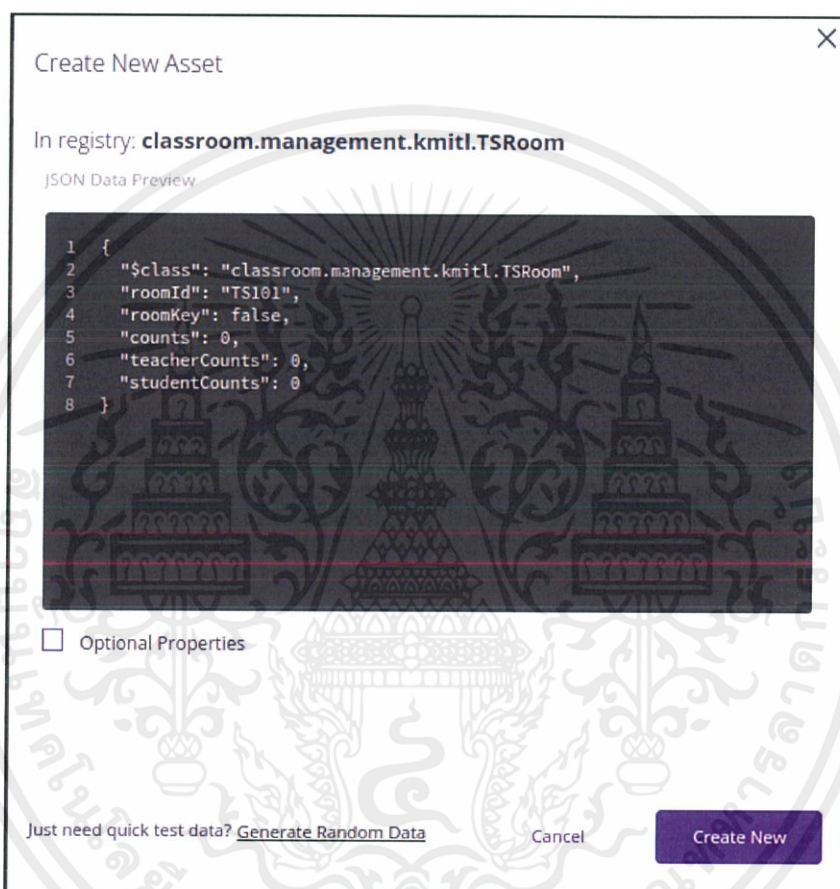 Create New Asset
In registry: classroom.management.kmitl.TSRoom
JSON Data Preview
1 {
2 "$class": "classroom.management.kmitl.TSRoom",
3 "roomId": "TS101",
4 "roomKey": false,
5 "counts": 0,
6 "teacherCounts": 0,
7 "studentCounts": 0
8 }
Optional Properties
Just need quick test data? Generate Random Data
Cancel
Create New